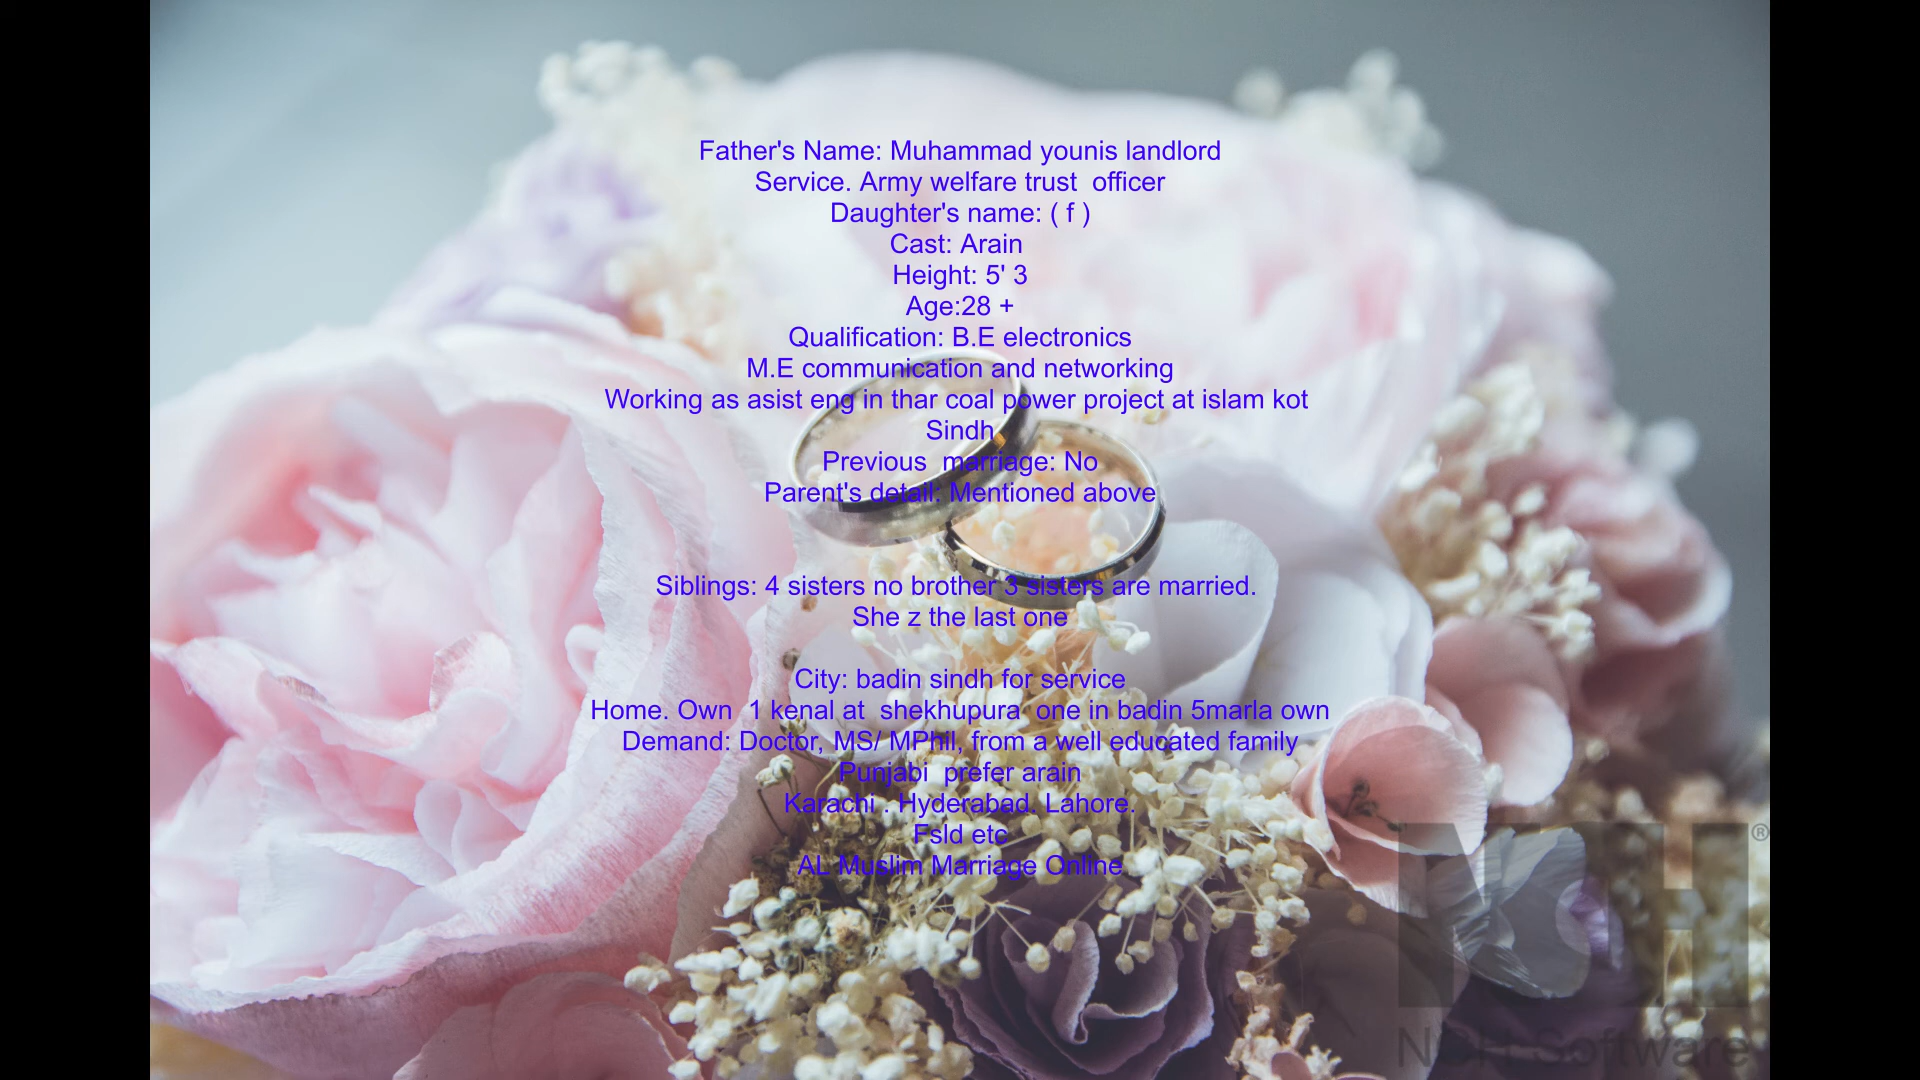 Father's Name: Muhammad younis landlord
Service. Army welfare trust  officer
Daughter's name: ( f )
Cast: Arain
Height: 5' 3
Age:28 +
Qualification: B.E electronics
M.E communication and networking
Working as asist eng in thar coal power project at islam kot
Sindh
Previous  marriage: No
Parent's detail: Mentioned above
Siblings: 4 sisters no brother 3 sisters are married.
She z the last one
City: badin sindh for service
Home. Own  1 kenal at  shekhupura  one in badin 5marla own
Demand: Doctor, MS/ MPhil, from a well educated family
Punjabi  prefer arain
Karachi . Hyderabad. Lahore.
Fsld etc
AL Muslim Marriage Online
NCH®
NCH Software